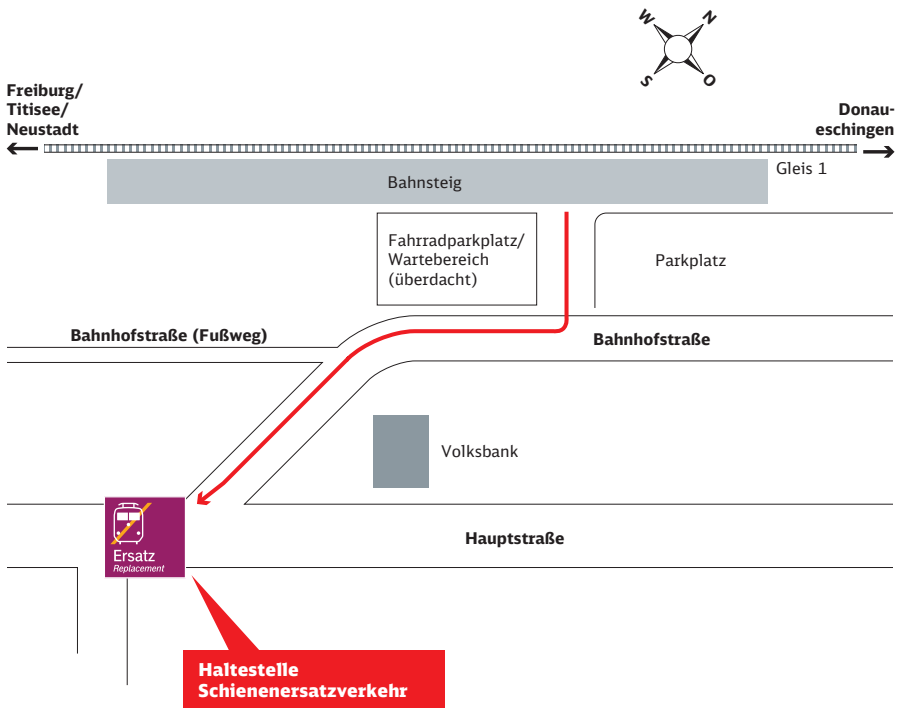 W N
S O
Freiburg/
Titisee/
Neustadt
Donau-
eschingen
Gleis 1
Bahnsteig
Fahrradparkplatz/
Wartebereich
(überdacht)
Parkplatz
Bahnhofstraße (Fußweg)
Bahnhofstraße
Volksbank
Hauptstraße
Ersatz
Replacement
Haltestelle
Schienenersatzverkehr